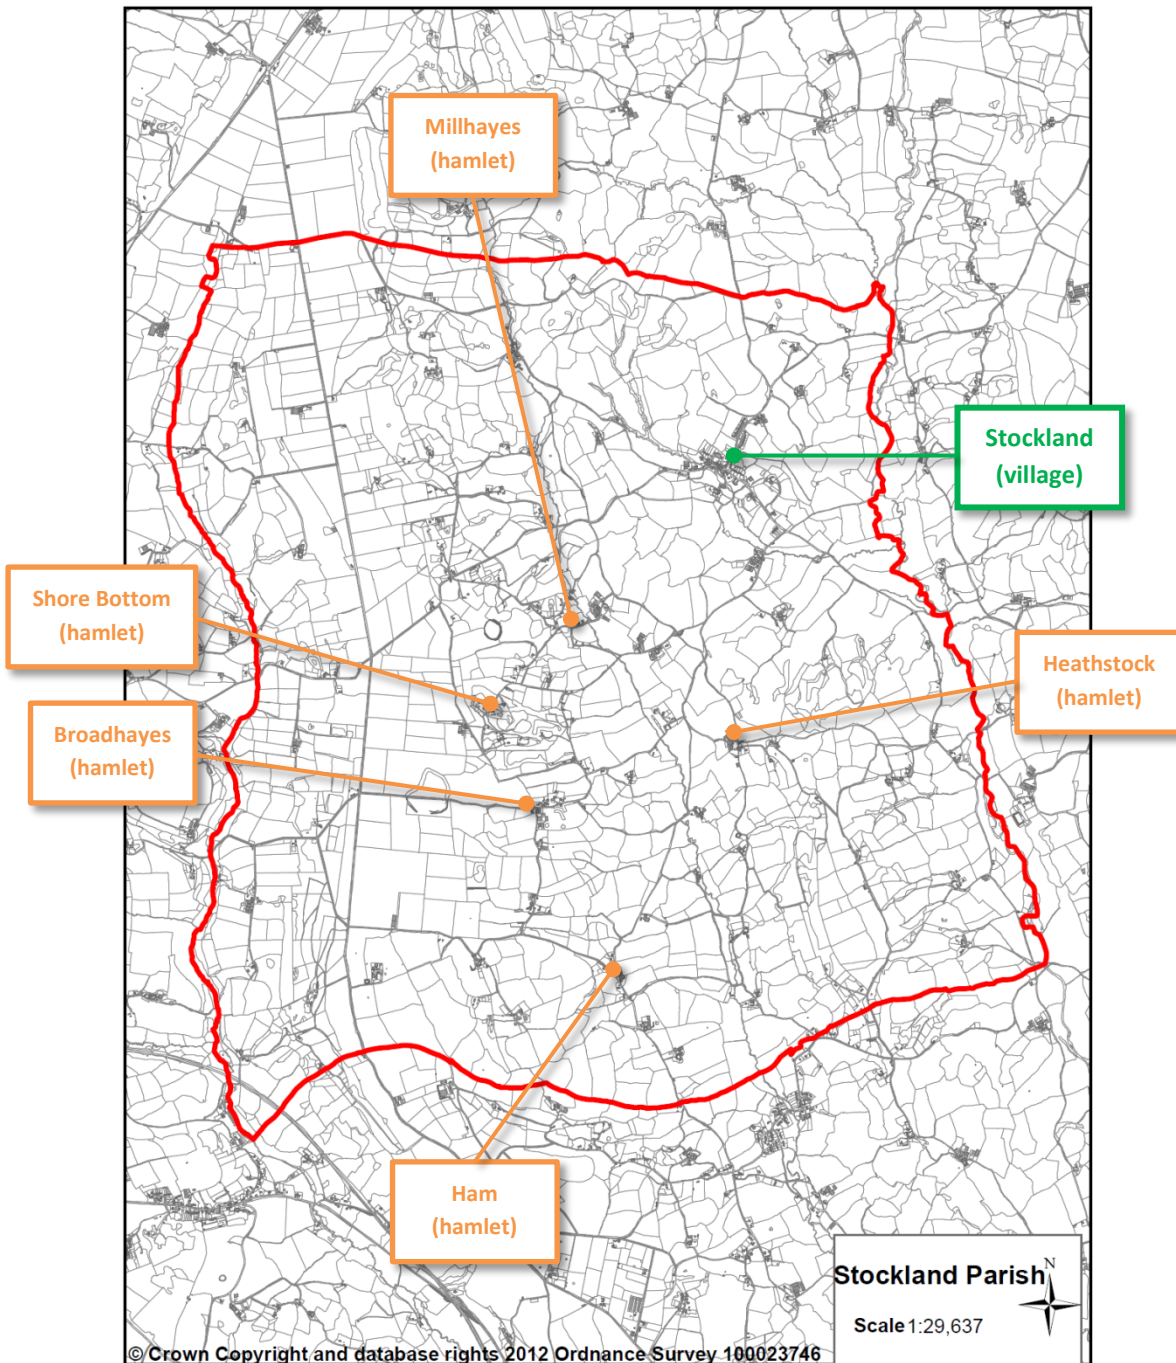 Millhayes
(hamlet)
Stockland
(village)
Shore Bottom
(hamlet)
Heathstock
(hamlet)
Broadhayes
(hamlet)
Ham
(hamlet)
N
Stockland Parish
Scale 1:29,637
© Crown Copyright and database rights 2012 Ordnance Survey 100023746